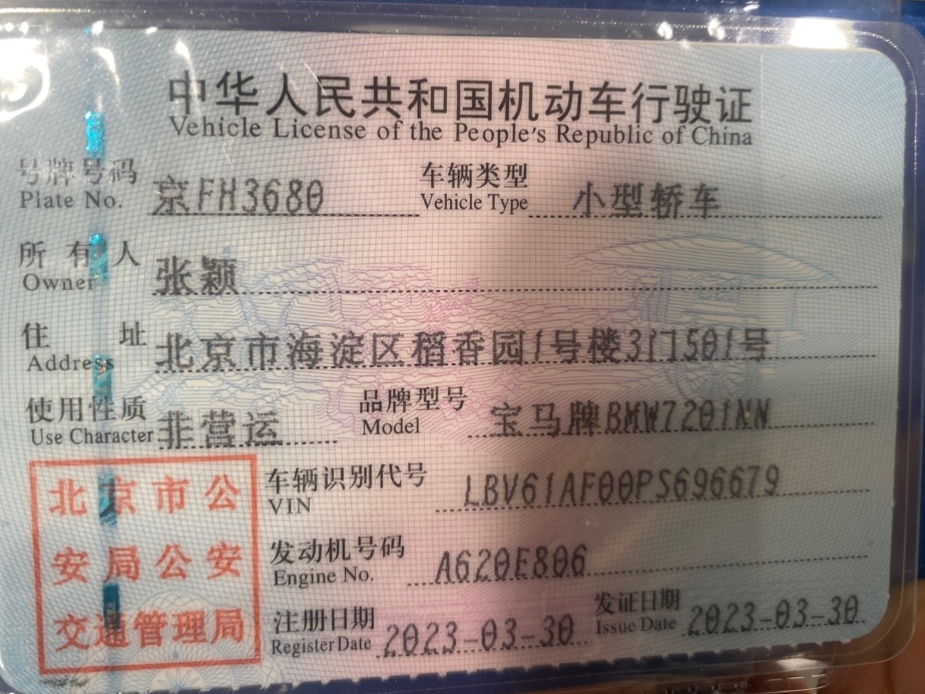 中华人民共和国机动车行驶证
Vehicle License of the People's Republic of China
号牌号码 京FH3680 车辆类型 小型轿车
Plate No. Vehicle Type
所有人 张颖
Owner
住址 北京市海淀区稻香园1号楼3门501号
Address
使用性质 非营运 品牌型号 宝马牌BMW7201NN
Use Character Model
北京市公
安局公安
交通管理局
车辆识别代号 LBV61AF00PS696679
VIN
发动机号码 A620E806
Engine No.
注册日期 2023-03-30 发证日期 2023-03-30
Register Date Issue Date